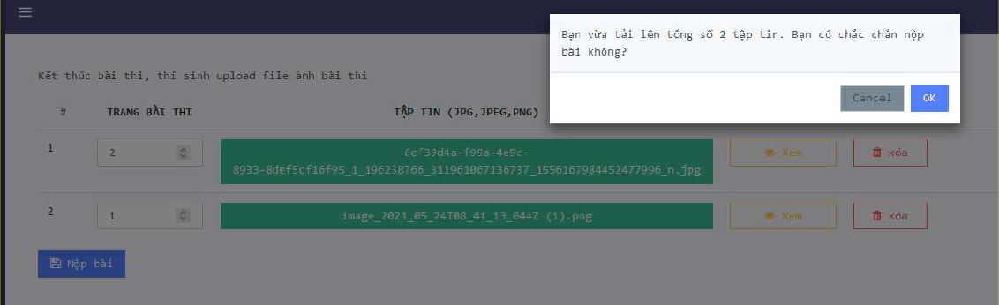 Bạn vừa tải lên tổng số 2 tập tin. Bạn có chắc chắn nộp
bài không?
Cancel OK
Kết thúc bài thi, thí sinh upload file ảnh bài thi
# TRANG BÀI THI TẬP TIN (JPG,JPEG,PNG)
1 2 6cf39d4a-f99a-4e9c- Xem xóa
8933-8def5cf16f95_1_196238766_311961067136737_1556167984452477996_n.jpg
2 1 image_2021_05_24T08_41_13_044Z (1).png Xem xóa
Nộp bài